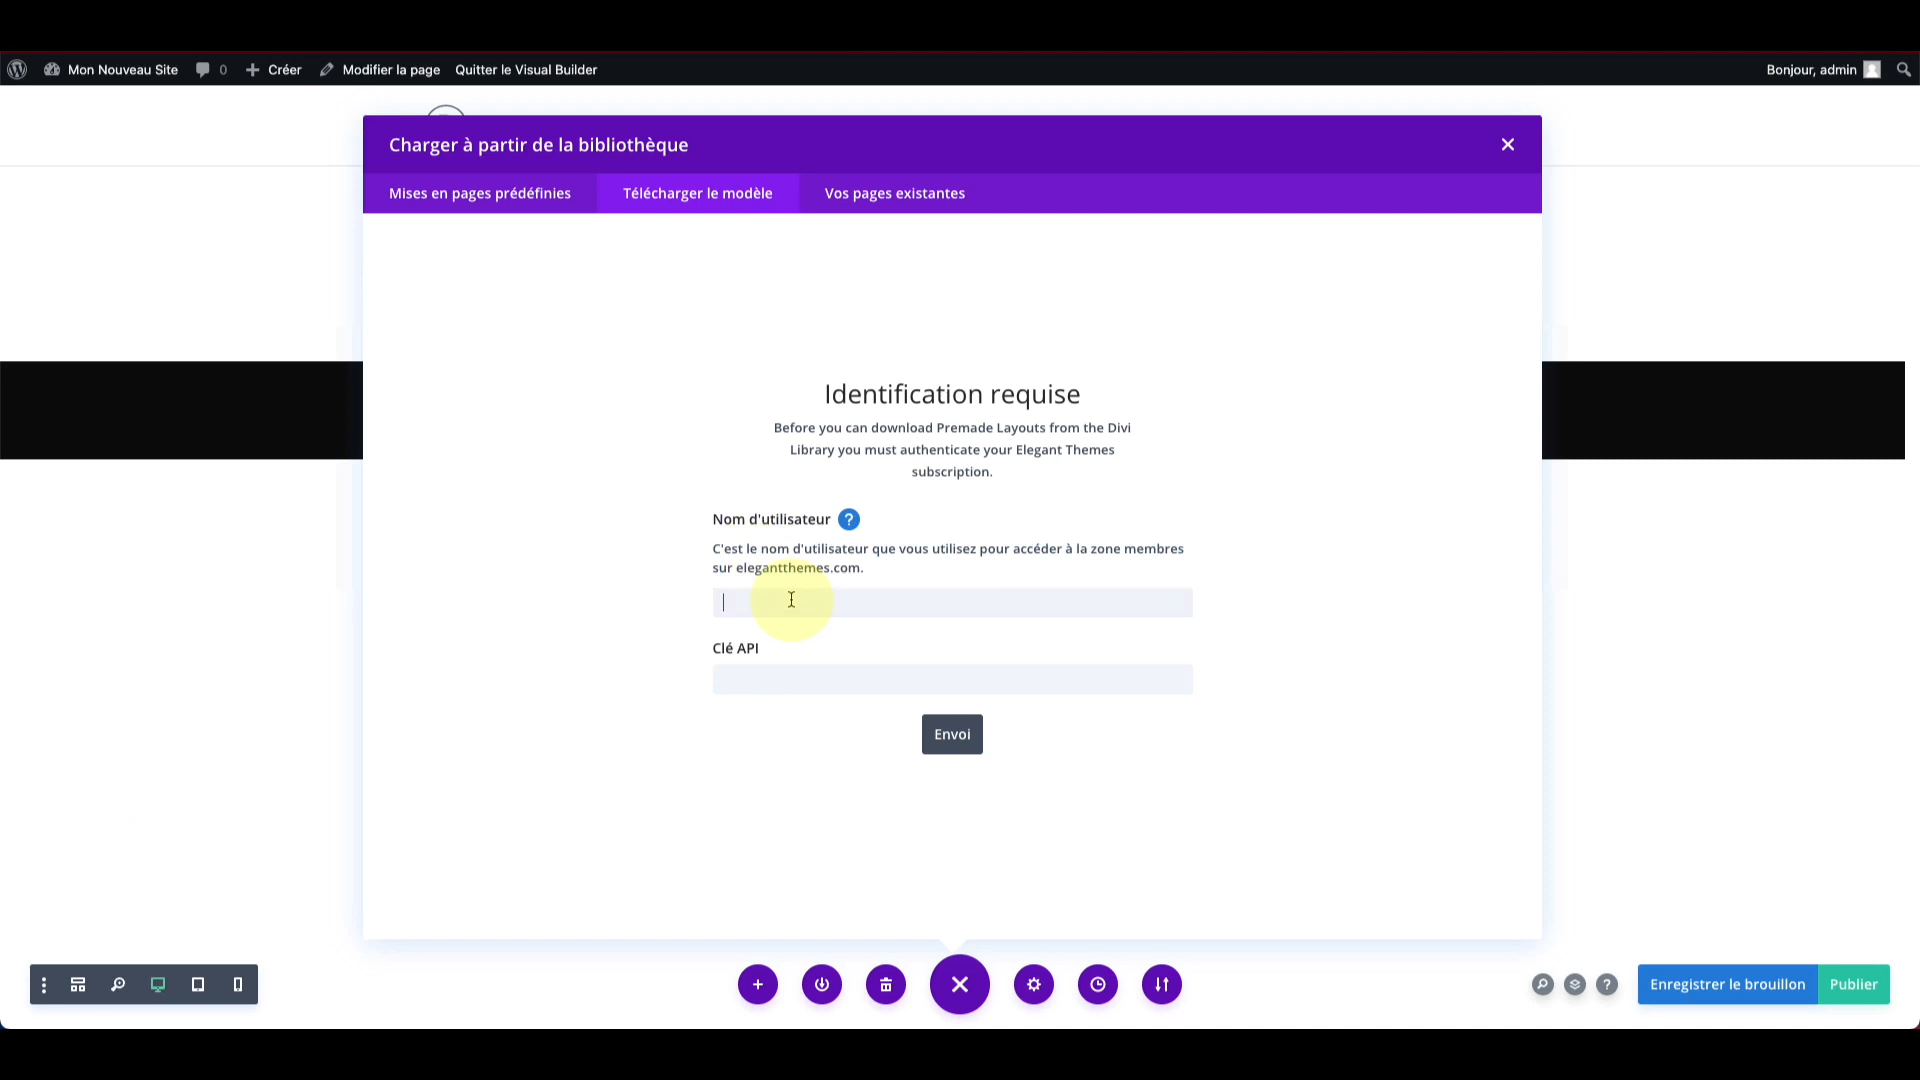 Mon Nouveau Site
0
Créer
Modifier la page
Quitter le Visual Builder
Bonjour, admin
Charger à partir de la bibliothèque
Mises en pages prédéfinies
Télécharger le modèle
Vos pages existantes
Identification requise
Before you can download Premade Layouts from the Divi
Library you must authenticate your Elegant Themes
subscription.
Nom d'utilisateur ?
C'est le nom d'utilisateur que vous utilisez pour accéder à la zone membres
sur elegantthemes.com.
Clé API
Envoi
?
Enregistrer le brouillon
Publier